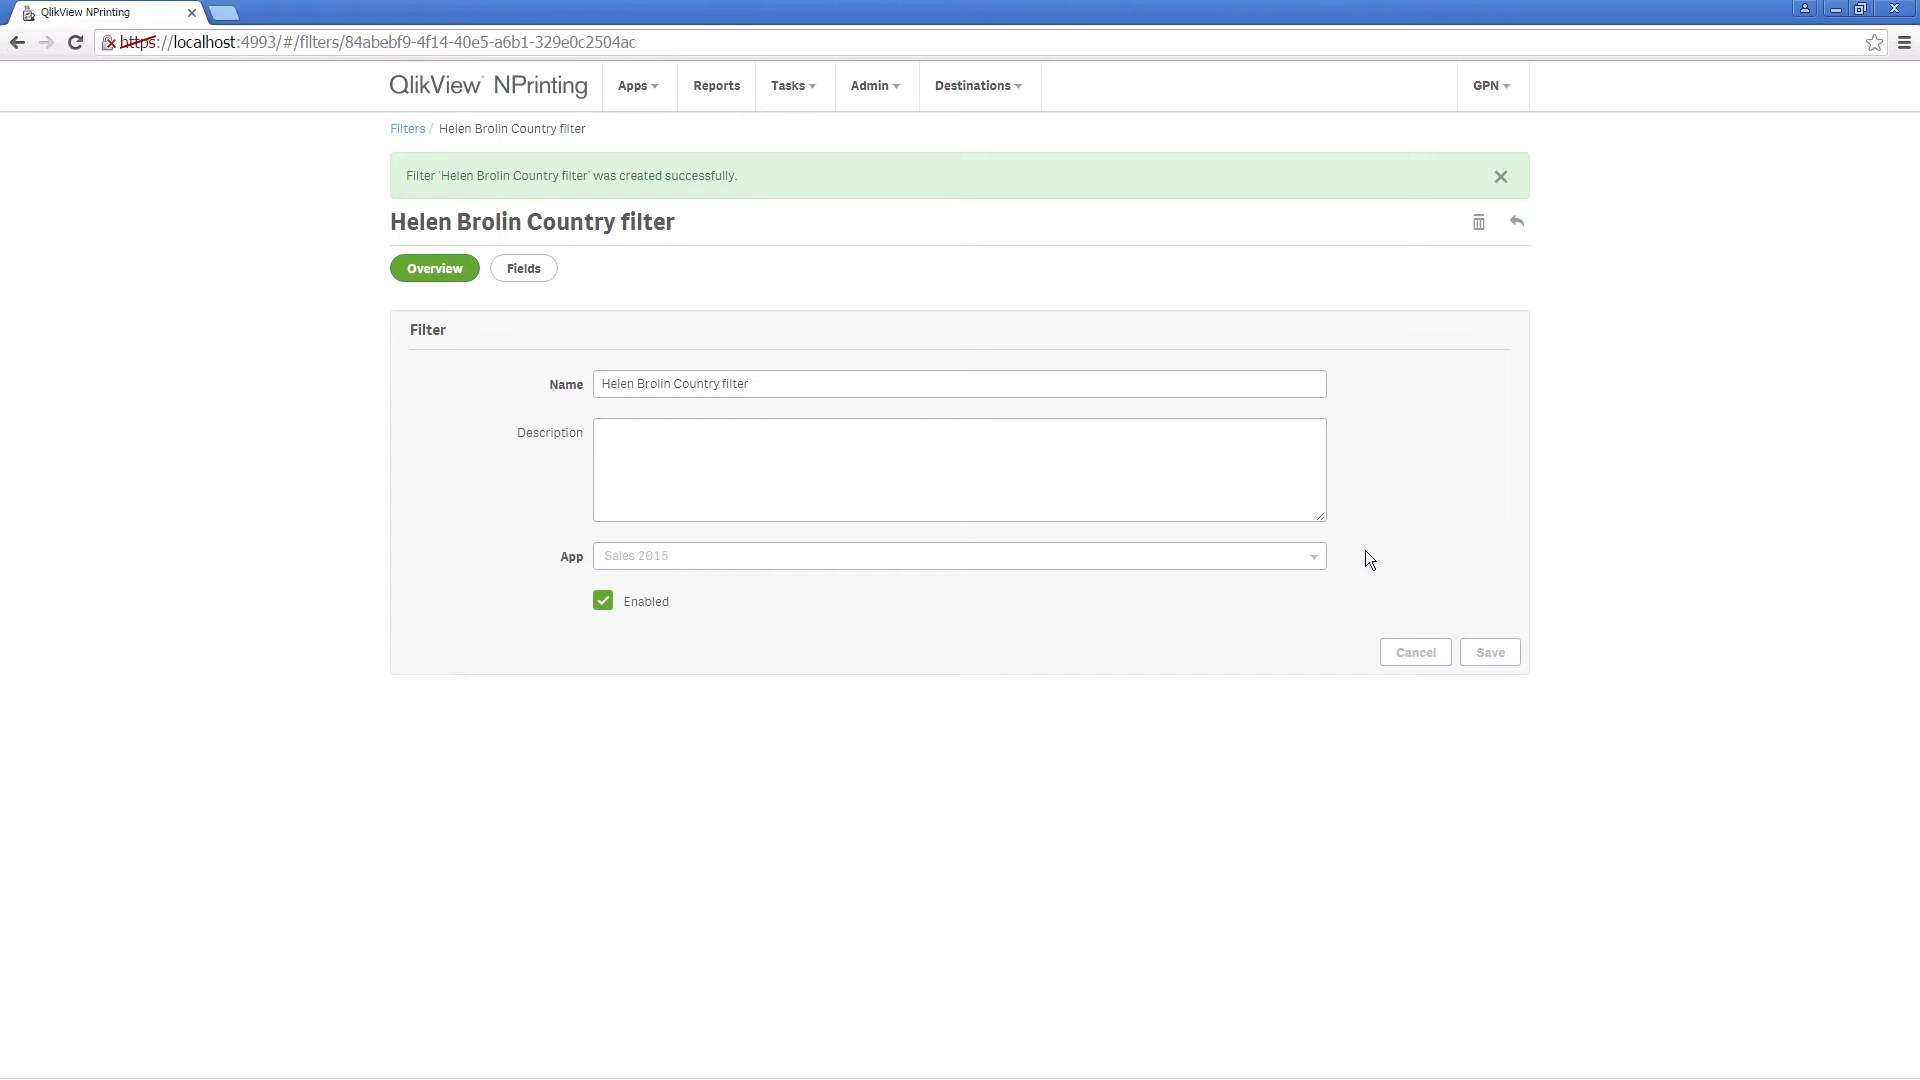 QlikView NPrinting
https://localhost:4993/#/filters/84abebf9-4f14-40e5-a6b1-329e0c2504ac
QlikView NPrinting Apps Reports Tasks Admin Destinations GPN
Filters / Helen Brolin Country filter
Filter 'Helen Brolin Country filter' was created successfully.
Helen Brolin Country filter
Overview Fields
Filter
Name Helen Brolin Country filter
Description
App Sales 2015
Enabled
Cancel Save